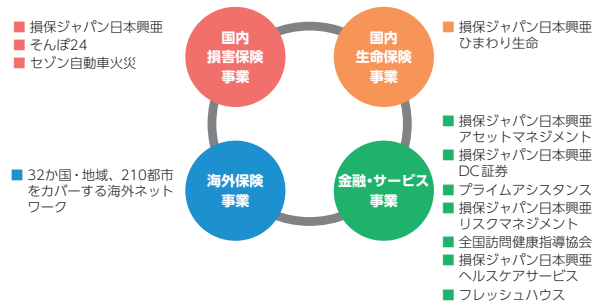 ■ 損保ジャパン日本興亜
■ そんぽ24
■ セゾン自動車火災
国内
損害保険
事業
国内
生命保険
事業
■ 損保ジャパン日本興亜
ひまわり生命
■ 32か国・地域、210都市
をカバーする海外ネット
ワーク
海外保険
事業
金融・サービス
事業
■ 損保ジャパン日本興亜
アセットマネジメント
■ 損保ジャパン日本興亜
DC証券
■ プライムアシスタンス
■ 損保ジャパン日本興亜
リスクマネジメント
■ 全国訪問健康指導協会
■ 損保ジャパン日本興亜
ヘルスケアサービス
■ フレッシュハウス